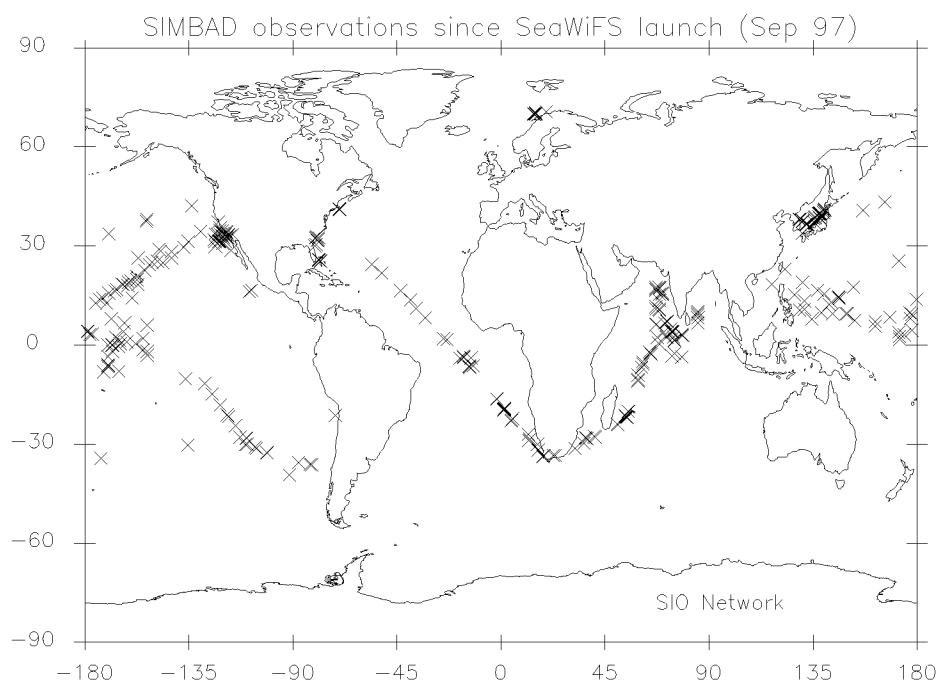 SIMBAD observations since SeaWiFS launch (Sep 97)
90
60
30
0
−30
−60
−90
SIO Network
−180 −135 −90 −45 0 45 90 135 180